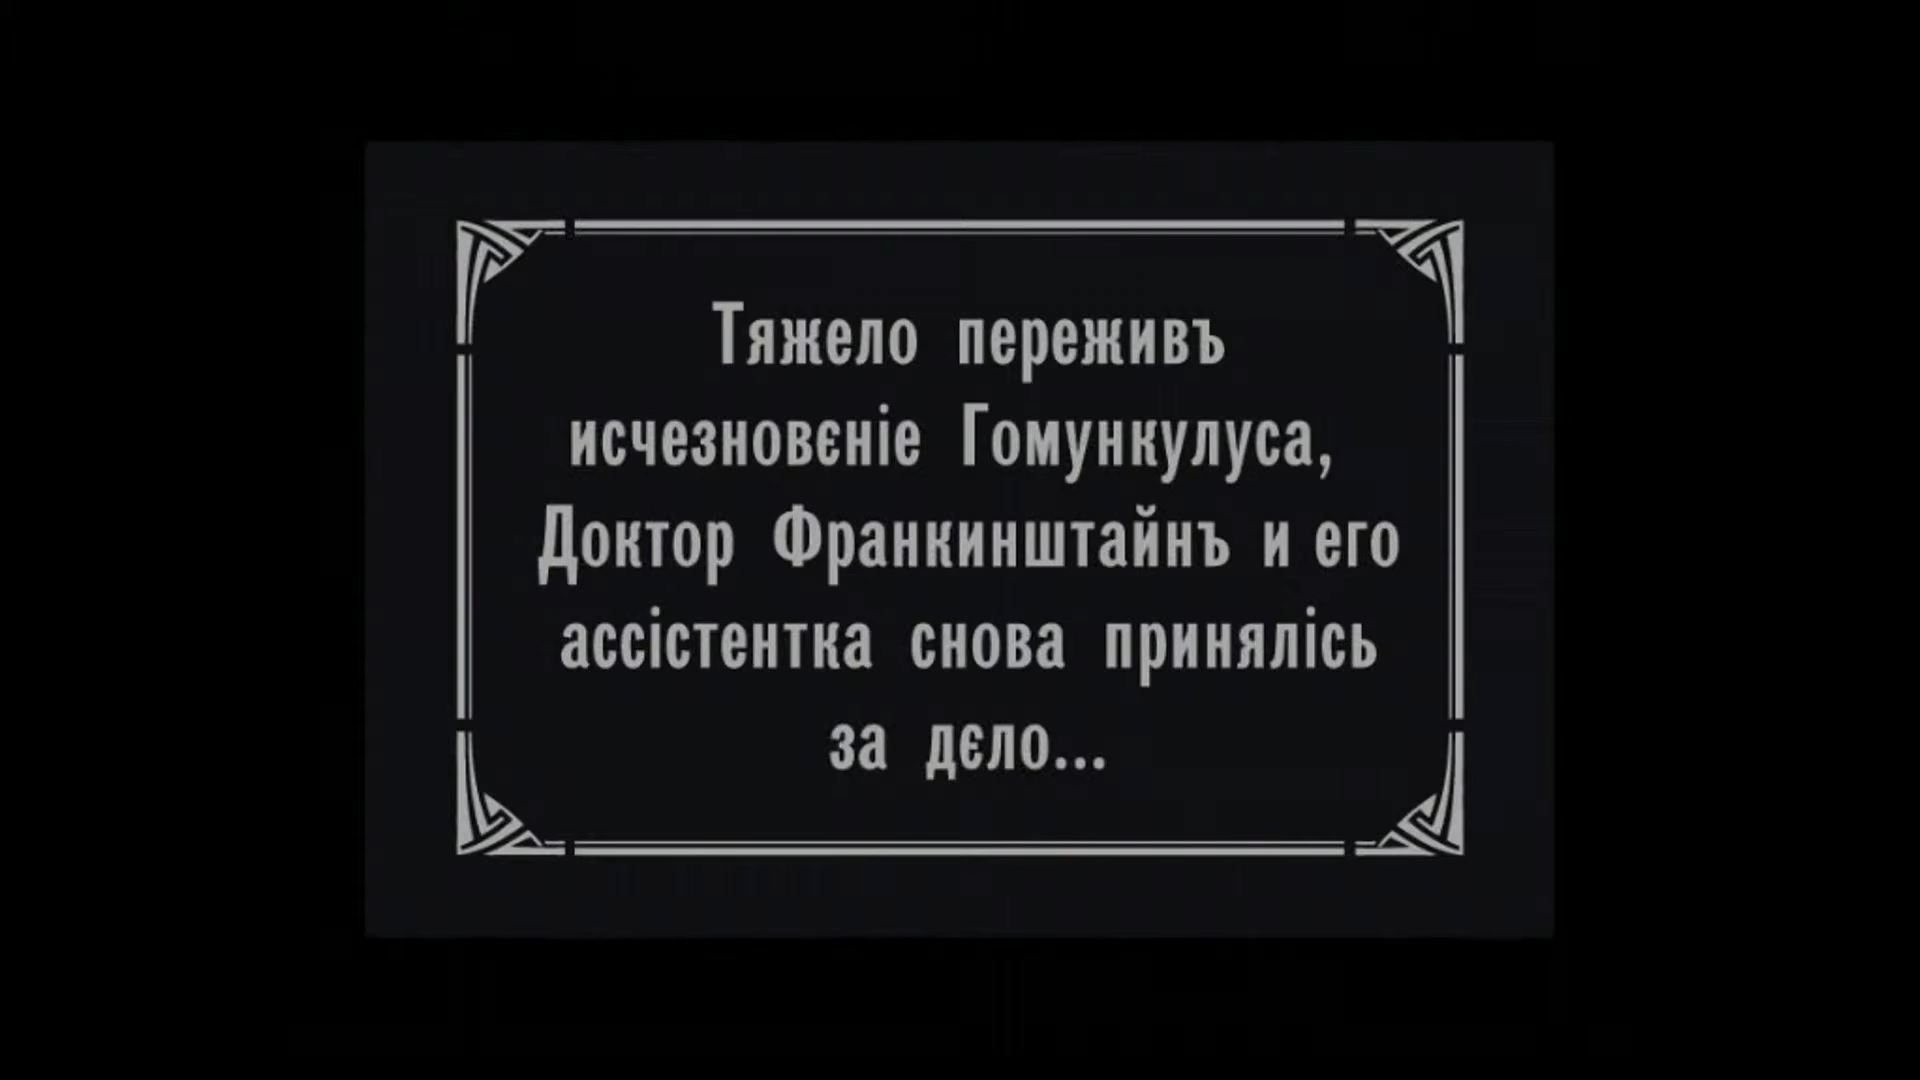 Тяжело переживъ
исчезновєніе Гомункулуса,
Доктор Франкинштайнъ и его
ассістентка снова принялісь
за дєло...